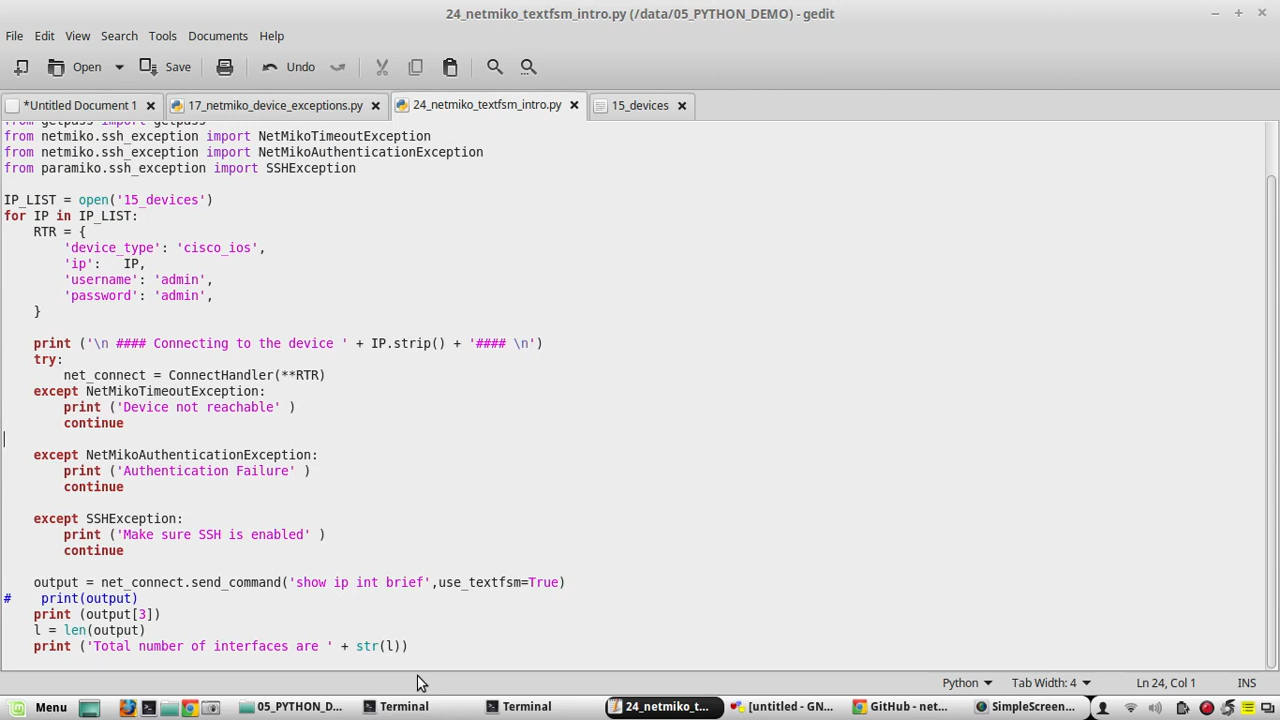 24_netmiko_textfsm_intro.py (/data/05_PYTHON_DEMO) - gedit
File Edit View Search Tools Documents Help
Open Save Undo
*Untitled Document 1 17_netmiko_device_exceptions.py 24_netmiko_textfsm_intro.py 15_devices
from getpass import getpass
from netmiko.ssh_exception import NetMikoTimeoutException
from netmiko.ssh_exception import NetMikoAuthenticationException
from paramiko.ssh_exception import SSHException
IP_LIST = open('15_devices')
for IP in IP_LIST:
    RTR = {
        'device_type': 'cisco_ios',
        'ip':   IP,
        'username': 'admin',
        'password': 'admin',
    }
    print ('\n #### Connecting to the device ' + IP.strip() + '#### \n')
    try:
        net_connect = ConnectHandler(**RTR)
    except NetMikoTimeoutException:
        print ('Device not reachable' )
        continue
    except NetMikoAuthenticationException:
        print ('Authentication Failure' )
        continue
    except SSHException:
        print ('Make sure SSH is enabled' )
        continue
    output = net_connect.send_command('show ip int brief',use_textfsm=True)
#    print(output)
    print (output[3])
    l = len(output)
    print ('Total number of interfaces are ' + str(l))
Python Tab Width: 4 Ln 24, Col 1 INS
Menu 05_PYTHON_D... Terminal Terminal 24_netmiko_t... [untitled - GN... GitHub - net... SimpleScreen...